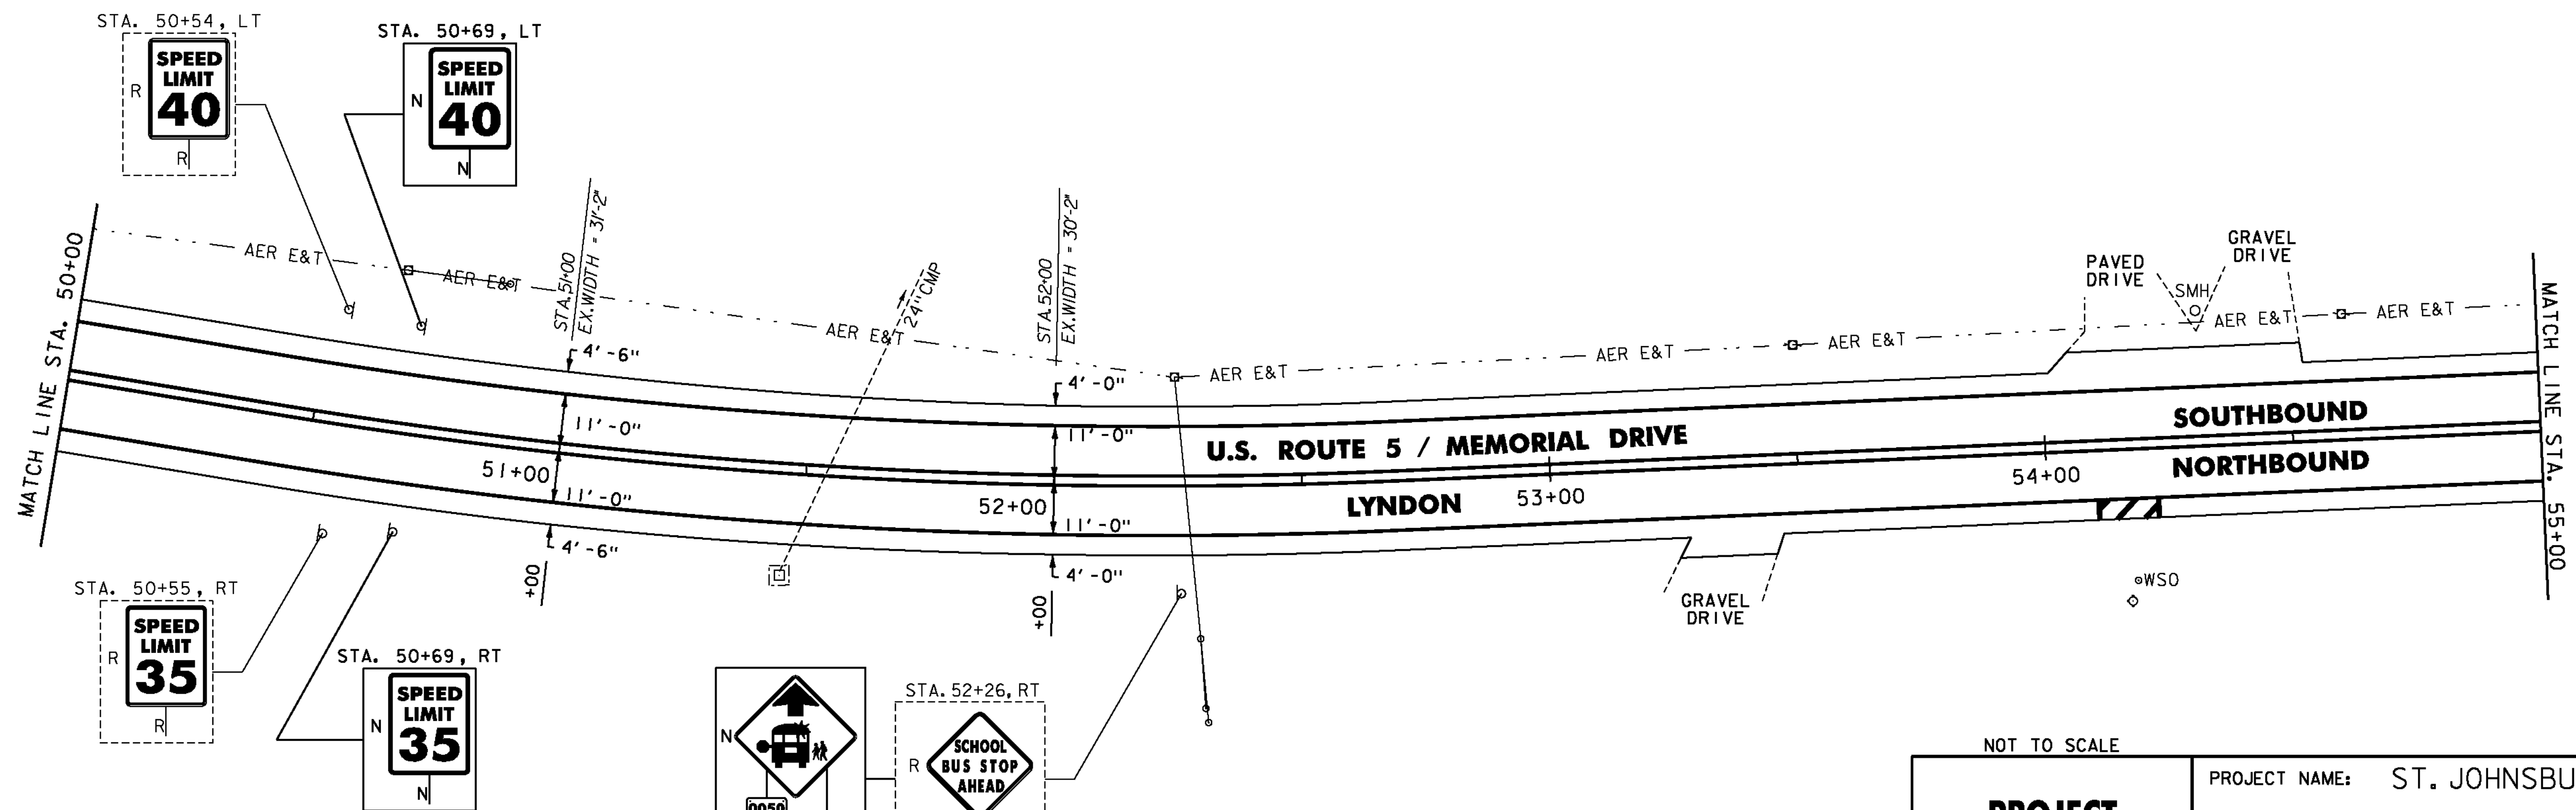 STA. 50+54, LT
R
SPEED
LIMIT
40
R
STA. 50+69, LT
N
SPEED
LIMIT
40
N
MATCH LINE STA. 50+00
AER E&T
AER E&T
STA.51+00
EX.WIDTH = 31'-2"
24"CMP
AER E&T
STA.52+00
EX.WIDTH = 30'-2"
AER E&T
AER E&T
AER E&T
PAVED
DRIVE
SMH
GRAVEL
DRIVE
AER E&T
AER E&T
MATCH LINE STA. 55+00
4'-6"
11'-0"
51+00
11'-0"
4'-6"
+00
4'-0"
11'-0"
52+00
11'-0"
4'-0"
+00
U.S. ROUTE 5 / MEMORIAL DRIVE
LYNDON
53+00
54+00
SOUTHBOUND
NORTHBOUND
GRAVEL
DRIVE
WSO
STA. 50+55, RT
R
SPEED
LIMIT
35
R
STA. 50+69, RT
N
SPEED
LIMIT
35
N
N
0050
STA.52+26,RT
R
SCHOOL
BUS STOP
AHEAD
NOT TO SCALE
PROJECT
PROJECT NAME: ST. JOHNSBU